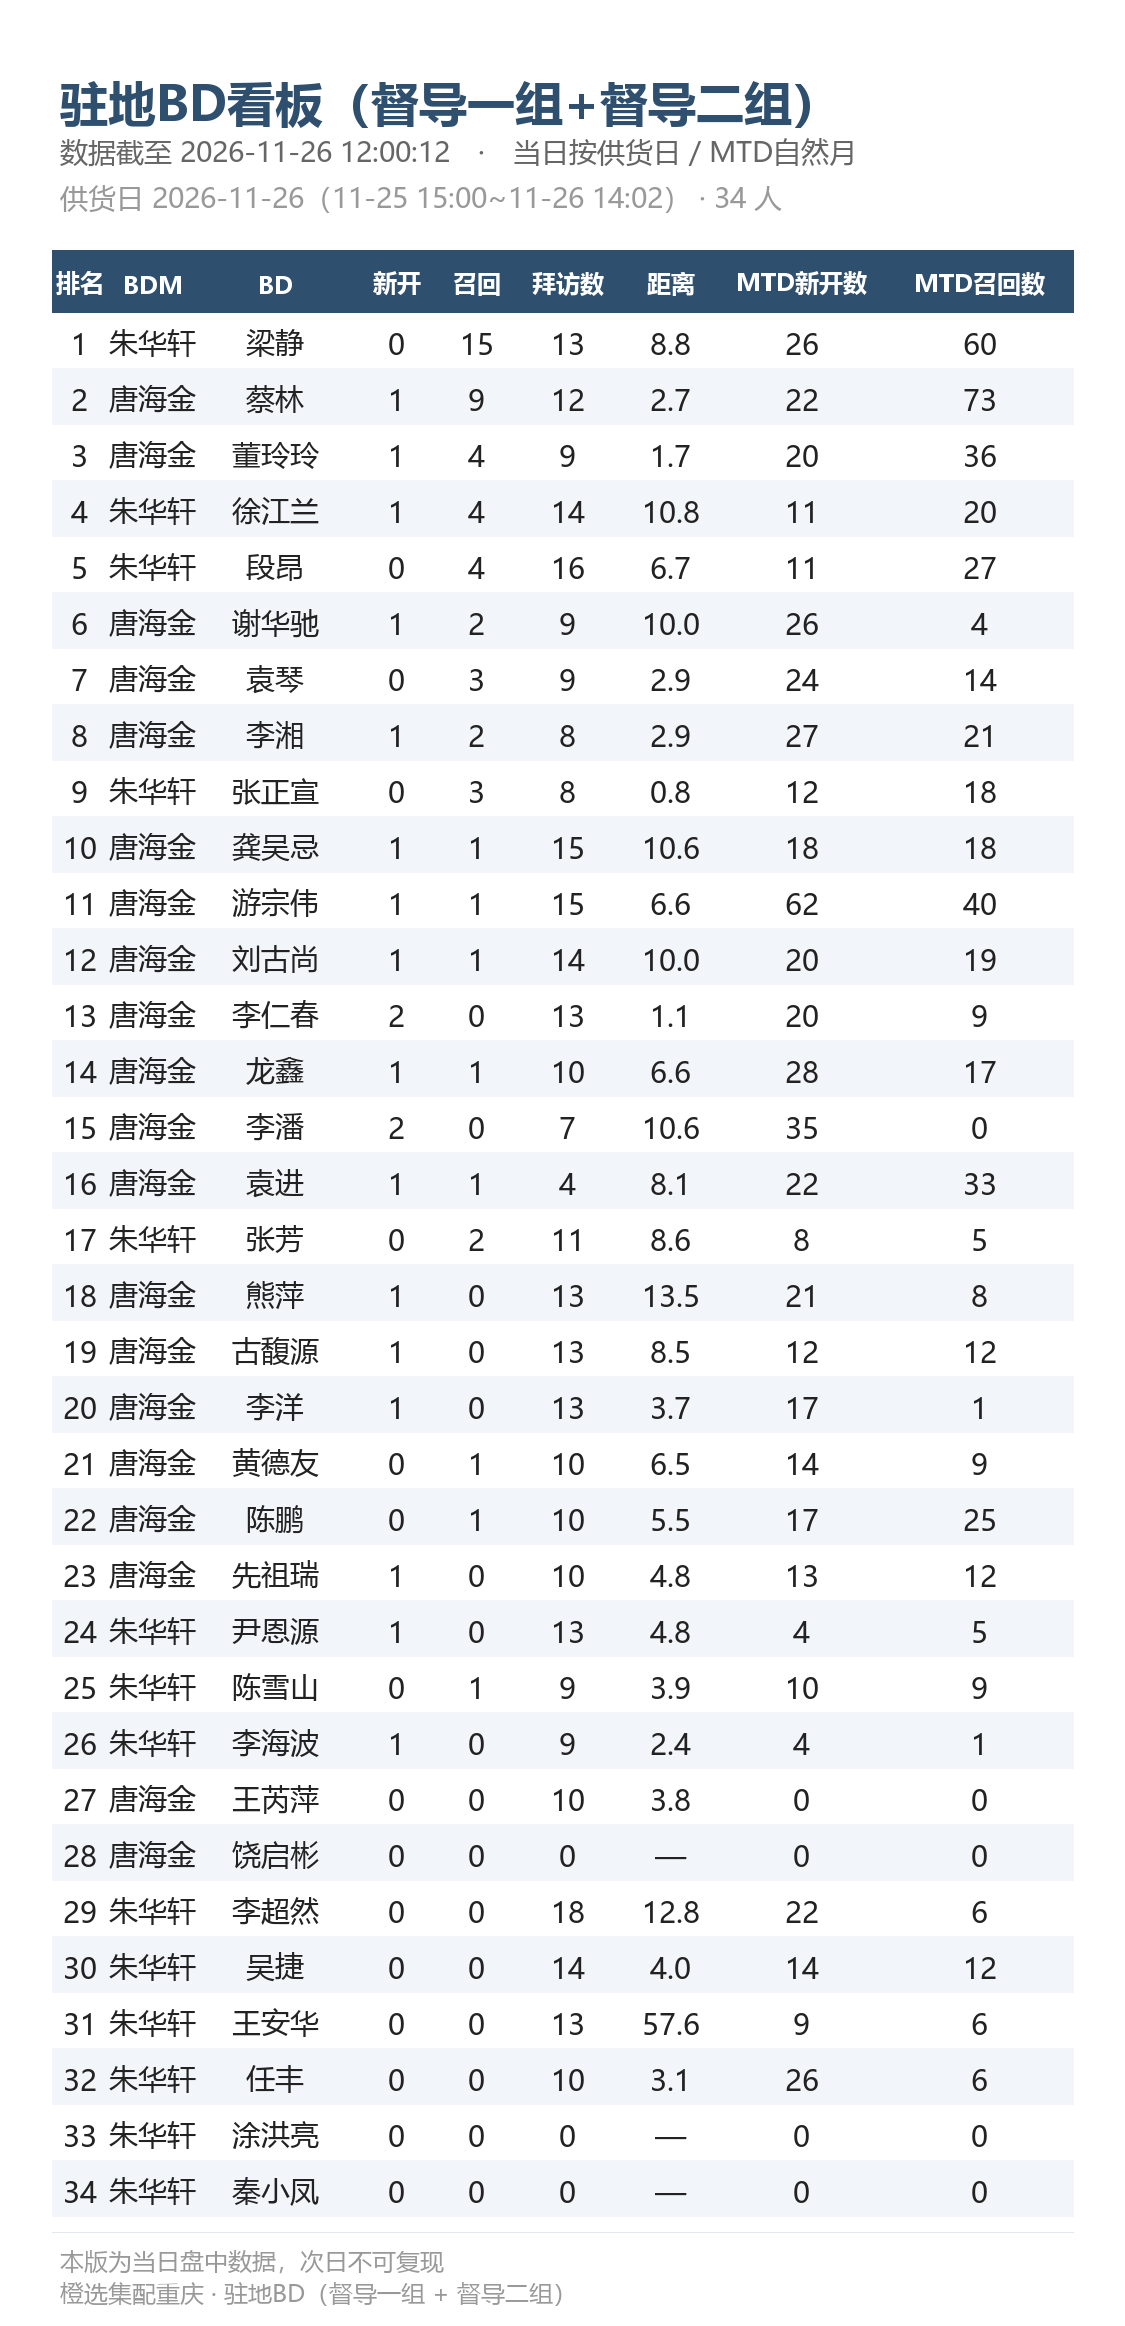 驻地BD看板（督导一组+督导二组）
数据截至 2026-11-26 12:00:12 · 当日按供货日 / MTD自然月
供货日 2026-11-26（11-25 15:00~11-26 14:02） · 34 人
排名 BDM BD 新开 召回 拜访数 距离 MTD新开数 MTD召回数
1 朱华轩 梁静 0 15 13 8.8 26 60
2 唐海金 蔡林 1 9 12 2.7 22 73
3 唐海金 董玲玲 1 4 9 1.7 20 36
4 朱华轩 徐江兰 1 4 14 10.8 11 20
5 朱华轩 段昂 0 4 16 6.7 11 27
6 唐海金 谢华驰 1 2 9 10.0 26 4
7 唐海金 袁琴 0 3 9 2.9 24 14
8 唐海金 李湘 1 2 8 2.9 27 21
9 朱华轩 张正宣 0 3 8 0.8 12 18
10 唐海金 龚吴忌 1 1 15 10.6 18 18
11 唐海金 游宗伟 1 1 15 6.6 62 40
12 唐海金 刘古尚 1 1 14 10.0 20 19
13 唐海金 李仁春 2 0 13 1.1 20 9
14 唐海金 龙鑫 1 1 10 6.6 28 17
15 唐海金 李潘 2 0 7 10.6 35 0
16 唐海金 袁进 1 1 4 8.1 22 33
17 朱华轩 张芳 0 2 11 8.6 8 5
18 唐海金 熊萍 1 0 13 13.5 21 8
19 唐海金 古馥源 1 0 13 8.5 12 12
20 唐海金 李洋 1 0 13 3.7 17 1
21 唐海金 黄德友 0 1 10 6.5 14 9
22 唐海金 陈鹏 0 1 10 5.5 17 25
23 唐海金 先祖瑞 1 0 10 4.8 13 12
24 朱华轩 尹恩源 1 0 13 4.8 4 5
25 朱华轩 陈雪山 0 1 9 3.9 10 9
26 朱华轩 李海波 1 0 9 2.4 4 1
27 唐海金 王芮萍 0 0 10 3.8 0 0
28 唐海金 饶启彬 0 0 0 — 0 0
29 朱华轩 李超然 0 0 18 12.8 22 6
30 朱华轩 吴捷 0 0 14 4.0 14 12
31 朱华轩 王安华 0 0 13 57.6 9 6
32 朱华轩 任丰 0 0 10 3.1 26 6
33 朱华轩 涂洪亮 0 0 0 — 0 0
34 朱华轩 秦小凤 0 0 0 — 0 0
本版为当日盘中数据，次日不可复现
橙选集配重庆 · 驻地BD（督导一组 + 督导二组）